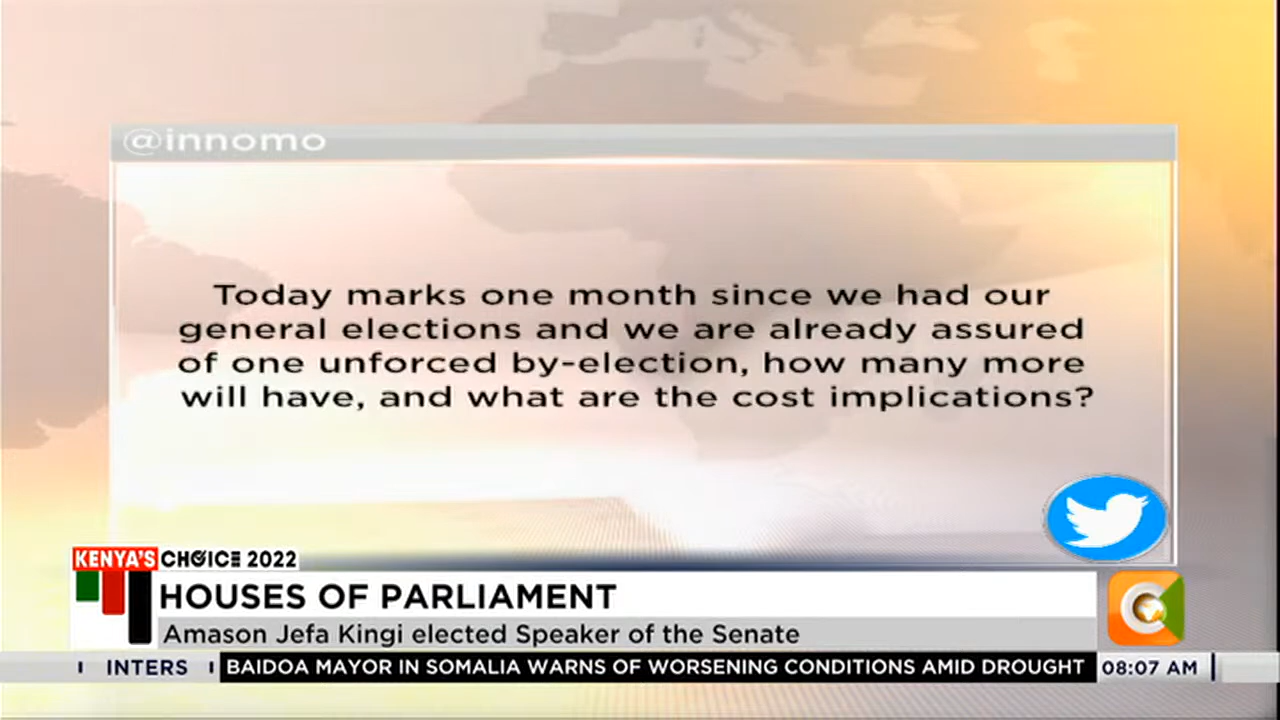 @innomo
Today marks one month since we had our
general elections and we are already assured
of one unforced by-election, how many more
will have, and what are the cost implications?
KENYA'S CHOICE 2022
HOUSES OF PARLIAMENT
Amason Jefa Kingi elected Speaker of the Senate
INTERS BAIDOA MAYOR IN SOMALIA WARNS OF WORSENING CONDITIONS AMID DROUGHT 08:07 AM